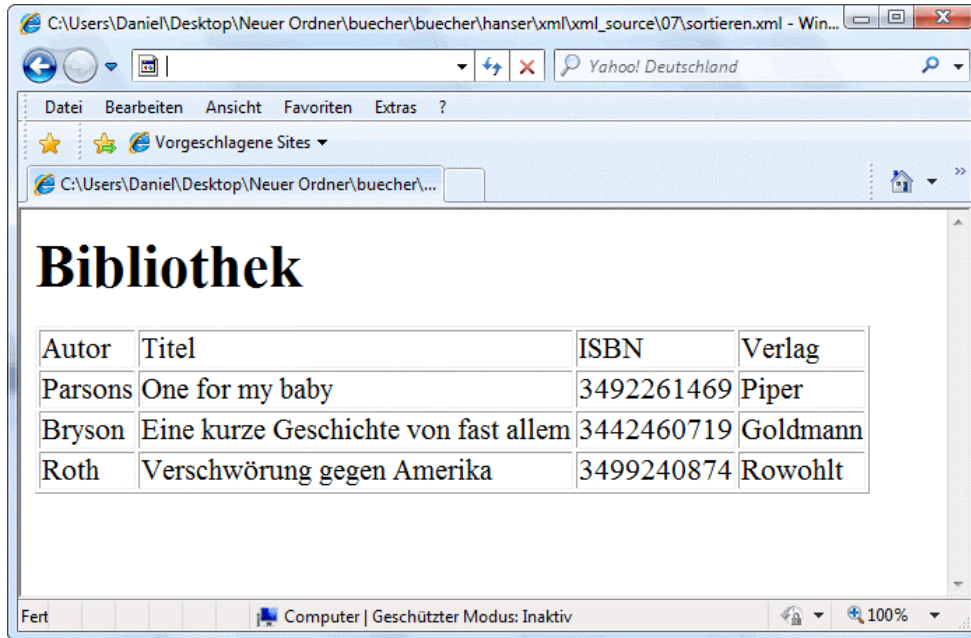 C:\Users\Daniel\Desktop\Neuer Ordner\buecher\buecher\hanser\xml\xml_source\07\sortieren.xml - Win...
Yahoo! Deutschland
Datei Bearbeiten Ansicht Favoriten Extras ?
Vorgeschlagene Sites
C:\Users\Daniel\Desktop\Neuer Ordner\buecher\...
Bibliothek
Autor Titel ISBN Verlag
Parsons One for my baby 3492261469 Piper
Bryson Eine kurze Geschichte von fast allem 3442460719 Goldmann
Roth Verschwörung gegen Amerika 3499240874 Rowohlt
Fert Computer | Geschützter Modus: Inaktiv 100%